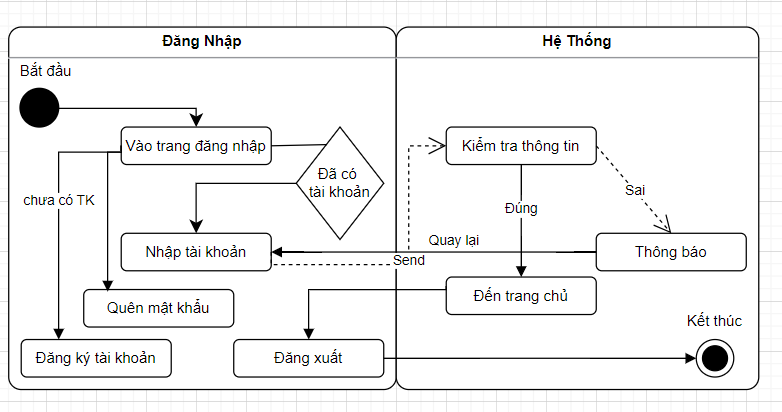 Đăng Nhập
Hệ Thống
Bắt đầu
Vào trang đăng nhập
Kiểm tra thông tin
Đã có
tài khoản
chưa có TK
Sai
Đúng
Quay lại
Nhập tài khoản
Send
Thông báo
Quên mật khẩu
Đến trang chủ
Kết thúc
Đăng ký tài khoản
Đăng xuất